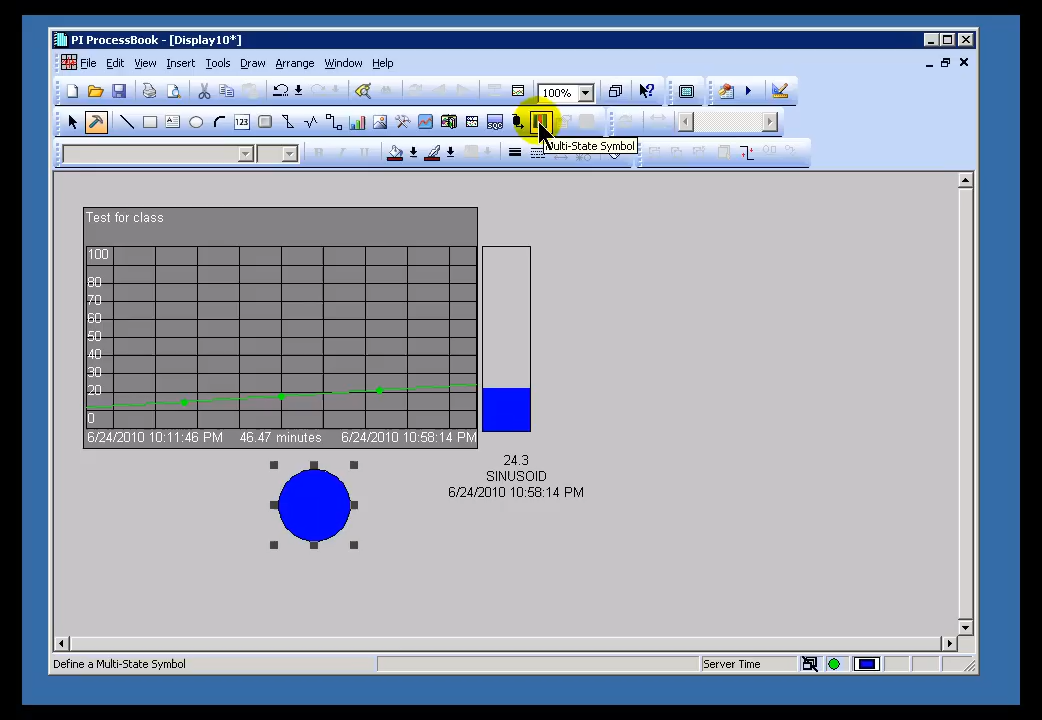 PI ProcessBook - [Display10*]
File Edit View Insert Tools Draw Arrange Window Help
100%
123
SQC
Multi-State Symbol
B I U
Test for class
100
80
70
60
50
40
30
20
0
6/24/2010 10:11:46 PM 46.47 minutes 6/24/2010 10:58:14 PM
24.3
SINUSOID
6/24/2010 10:58:14 PM
Define a Multi-State Symbol
Server Time